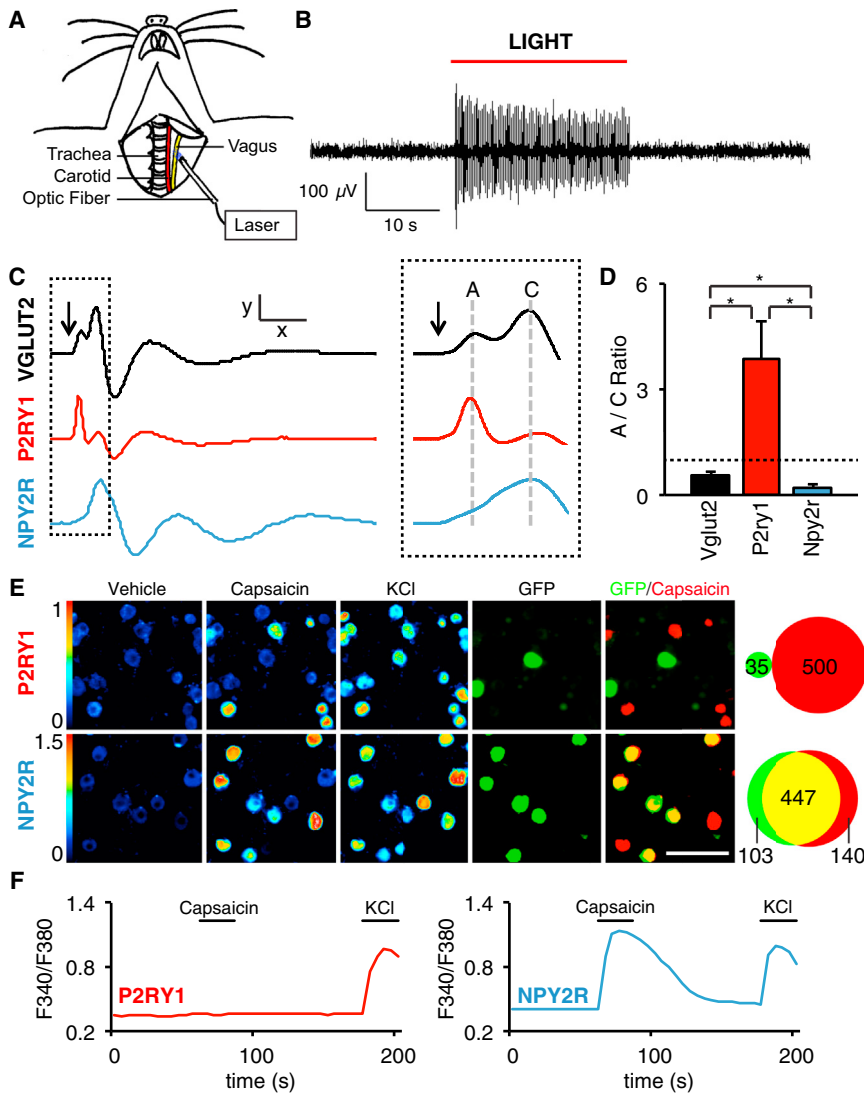 A
Trachea
Carotid
Optic Fiber
Vagus
Laser
B
LIGHT
100 µV
10 s
C
VGLUT2
P2RY1
NPY2R
y
x
A
C
D
A / C Ratio
6
3
0
*
*
*
Vglut2
P2ry1
Npy2r
E
Vehicle
Capsaicin
KCl
GFP
GFP/Capsaicin
P2RY1
1
0
35
500
NPY2R
1.5
0
447
103
140
F
F340/F380
1.4
0.8
0.2
Capsaicin
KCl
P2RY1
0
100
200
time (s)
F340/F380
1.4
0.8
0.2
Capsaicin
KCl
NPY2R
0
100
200
time (s)